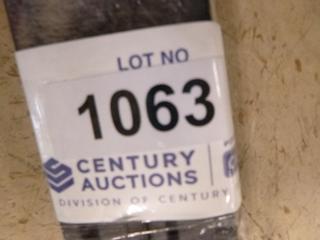 LOT NO
1063
CENTURY
AUCTIONS
DIVISION OF CENTURY